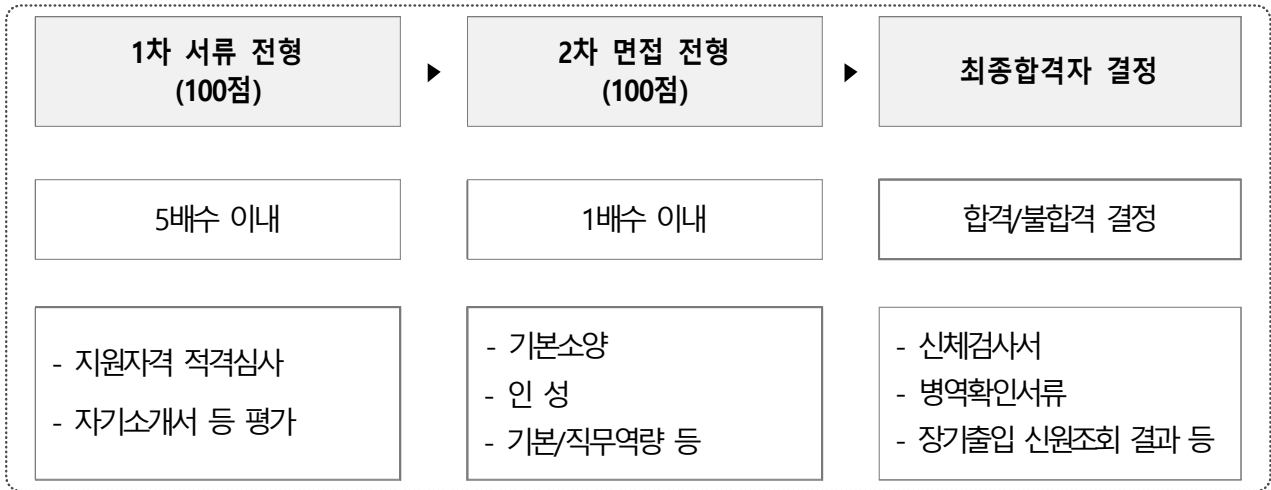 1차 서류 전형
(100점)
▶
2차 면접 전형
(100점)
▶
최종합격자 결정
5배수 이내
1배수 이내
합격/불합격 결정
- 지원자격 적격심사
- 자기소개서 등 평가
- 기본소양
- 인 성
- 기본/직무역량 등
- 신체검사서
- 병역확인서류
- 장기출입 신원조회 결과 등